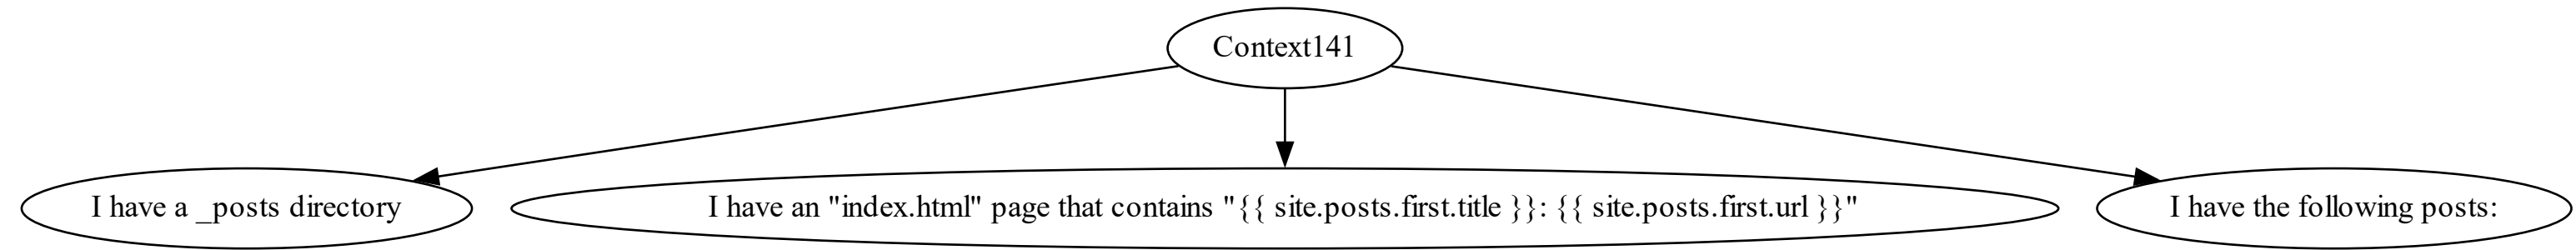 Context141
I have a _posts directory
I have an "index.html" page that contains "{{ site.posts.first.title }}: {{ site.posts.first.url }}"
I have the following posts: